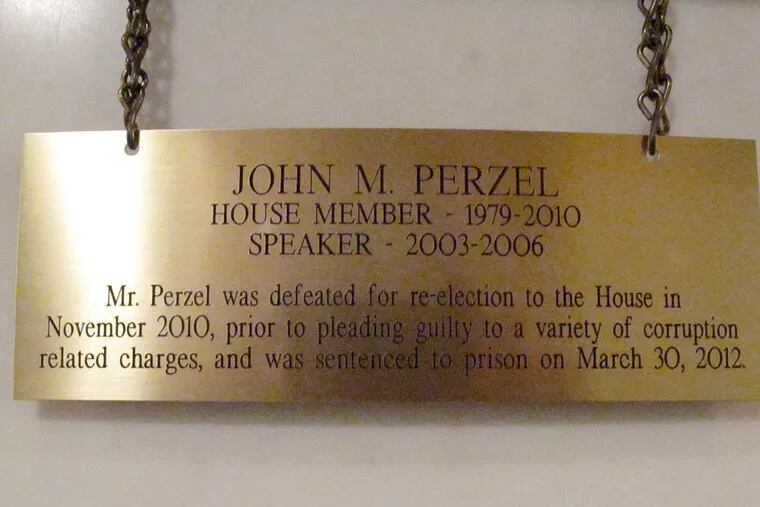 JOHN M. PERZEL
HOUSE MEMBER - 1979-2010
SPEAKER - 2003-2006
Mr. Perzel was defeated for re-election to the House in
November 2010, prior to pleading guilty to a variety of corruption
related charges, and was sentenced to prison on March 30, 2012.